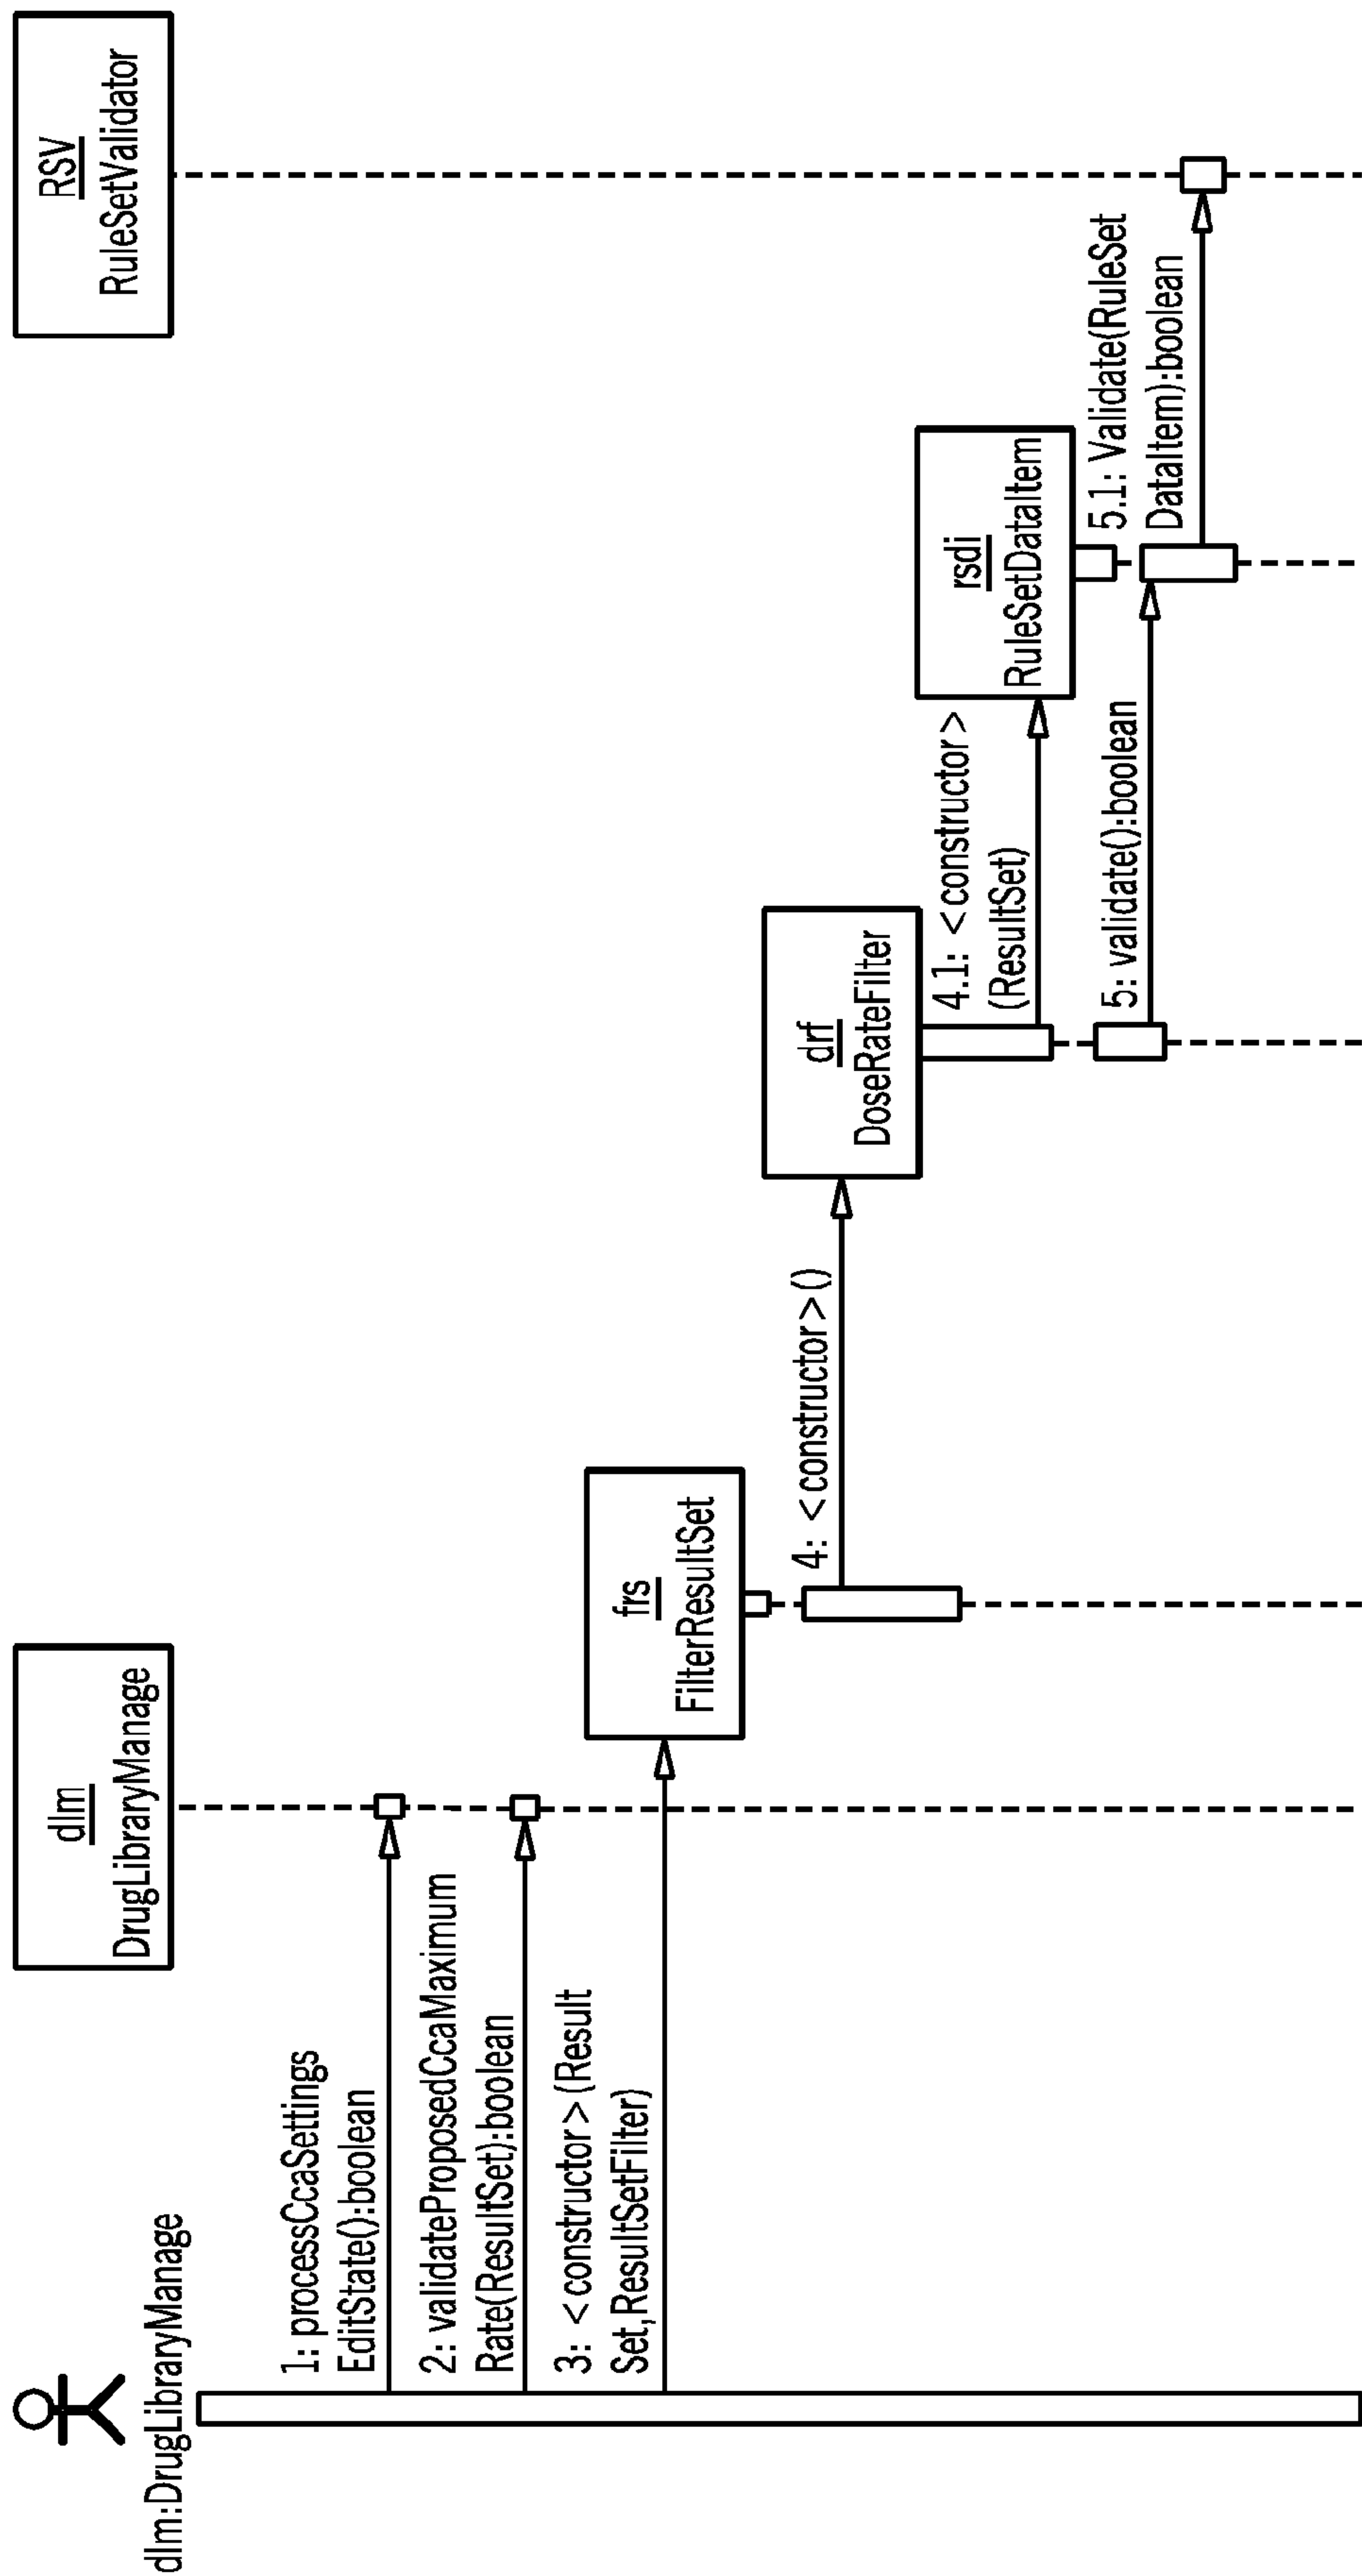 dlm:DrugLibraryManage
dlm
DrugLibraryManage
RSV
RuleSetValidator
1: processCcaSettings
EditState():boolean
2: validateProposedCcaMaximum
Rate(ResultSet):boolean
3: <constructor>(Result
Set,ResultSetFilter)
frs
FilterResultSet
4: <constructor>()
drf
DoseRateFilter
4.1: <constructor>
(ResultSet)
rsdi
RuleSetDataItem
5: validate():boolean
5.1: Validate(RuleSet
DataItem):boolean